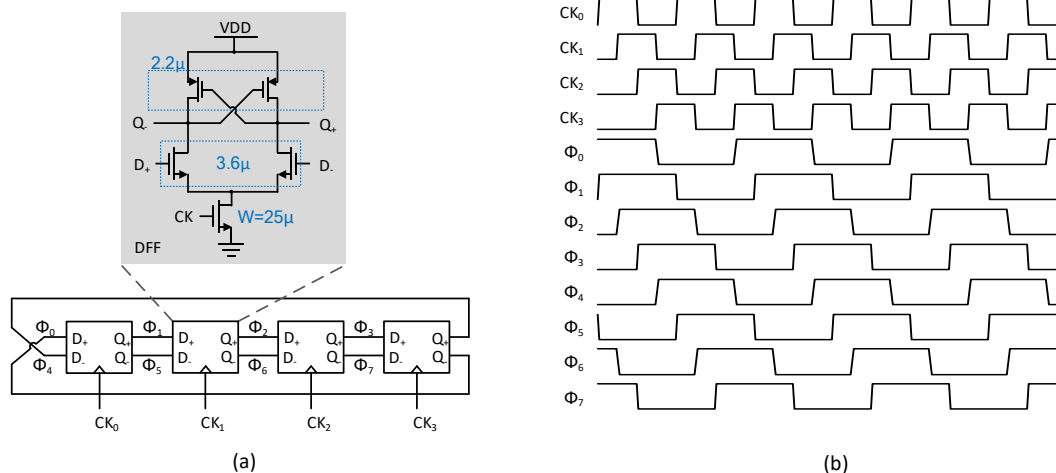 VDD
2.2μ
Q- Q+
D+ 3.6μ D-
CK W=25μ
DFF
Φ0 Φ1 Φ2 Φ3
D+ Q+ D+ Q+ D+ Q+ D+ Q+
D- Q- D- Q- D- Q- D- Q-
Φ4 Φ5 Φ6 Φ7
CK0 CK1 CK2 CK3
(a)
CK0
CK1
CK2
CK3
Φ0
Φ1
Φ2
Φ3
Φ4
Φ5
Φ6
Φ7
(b)